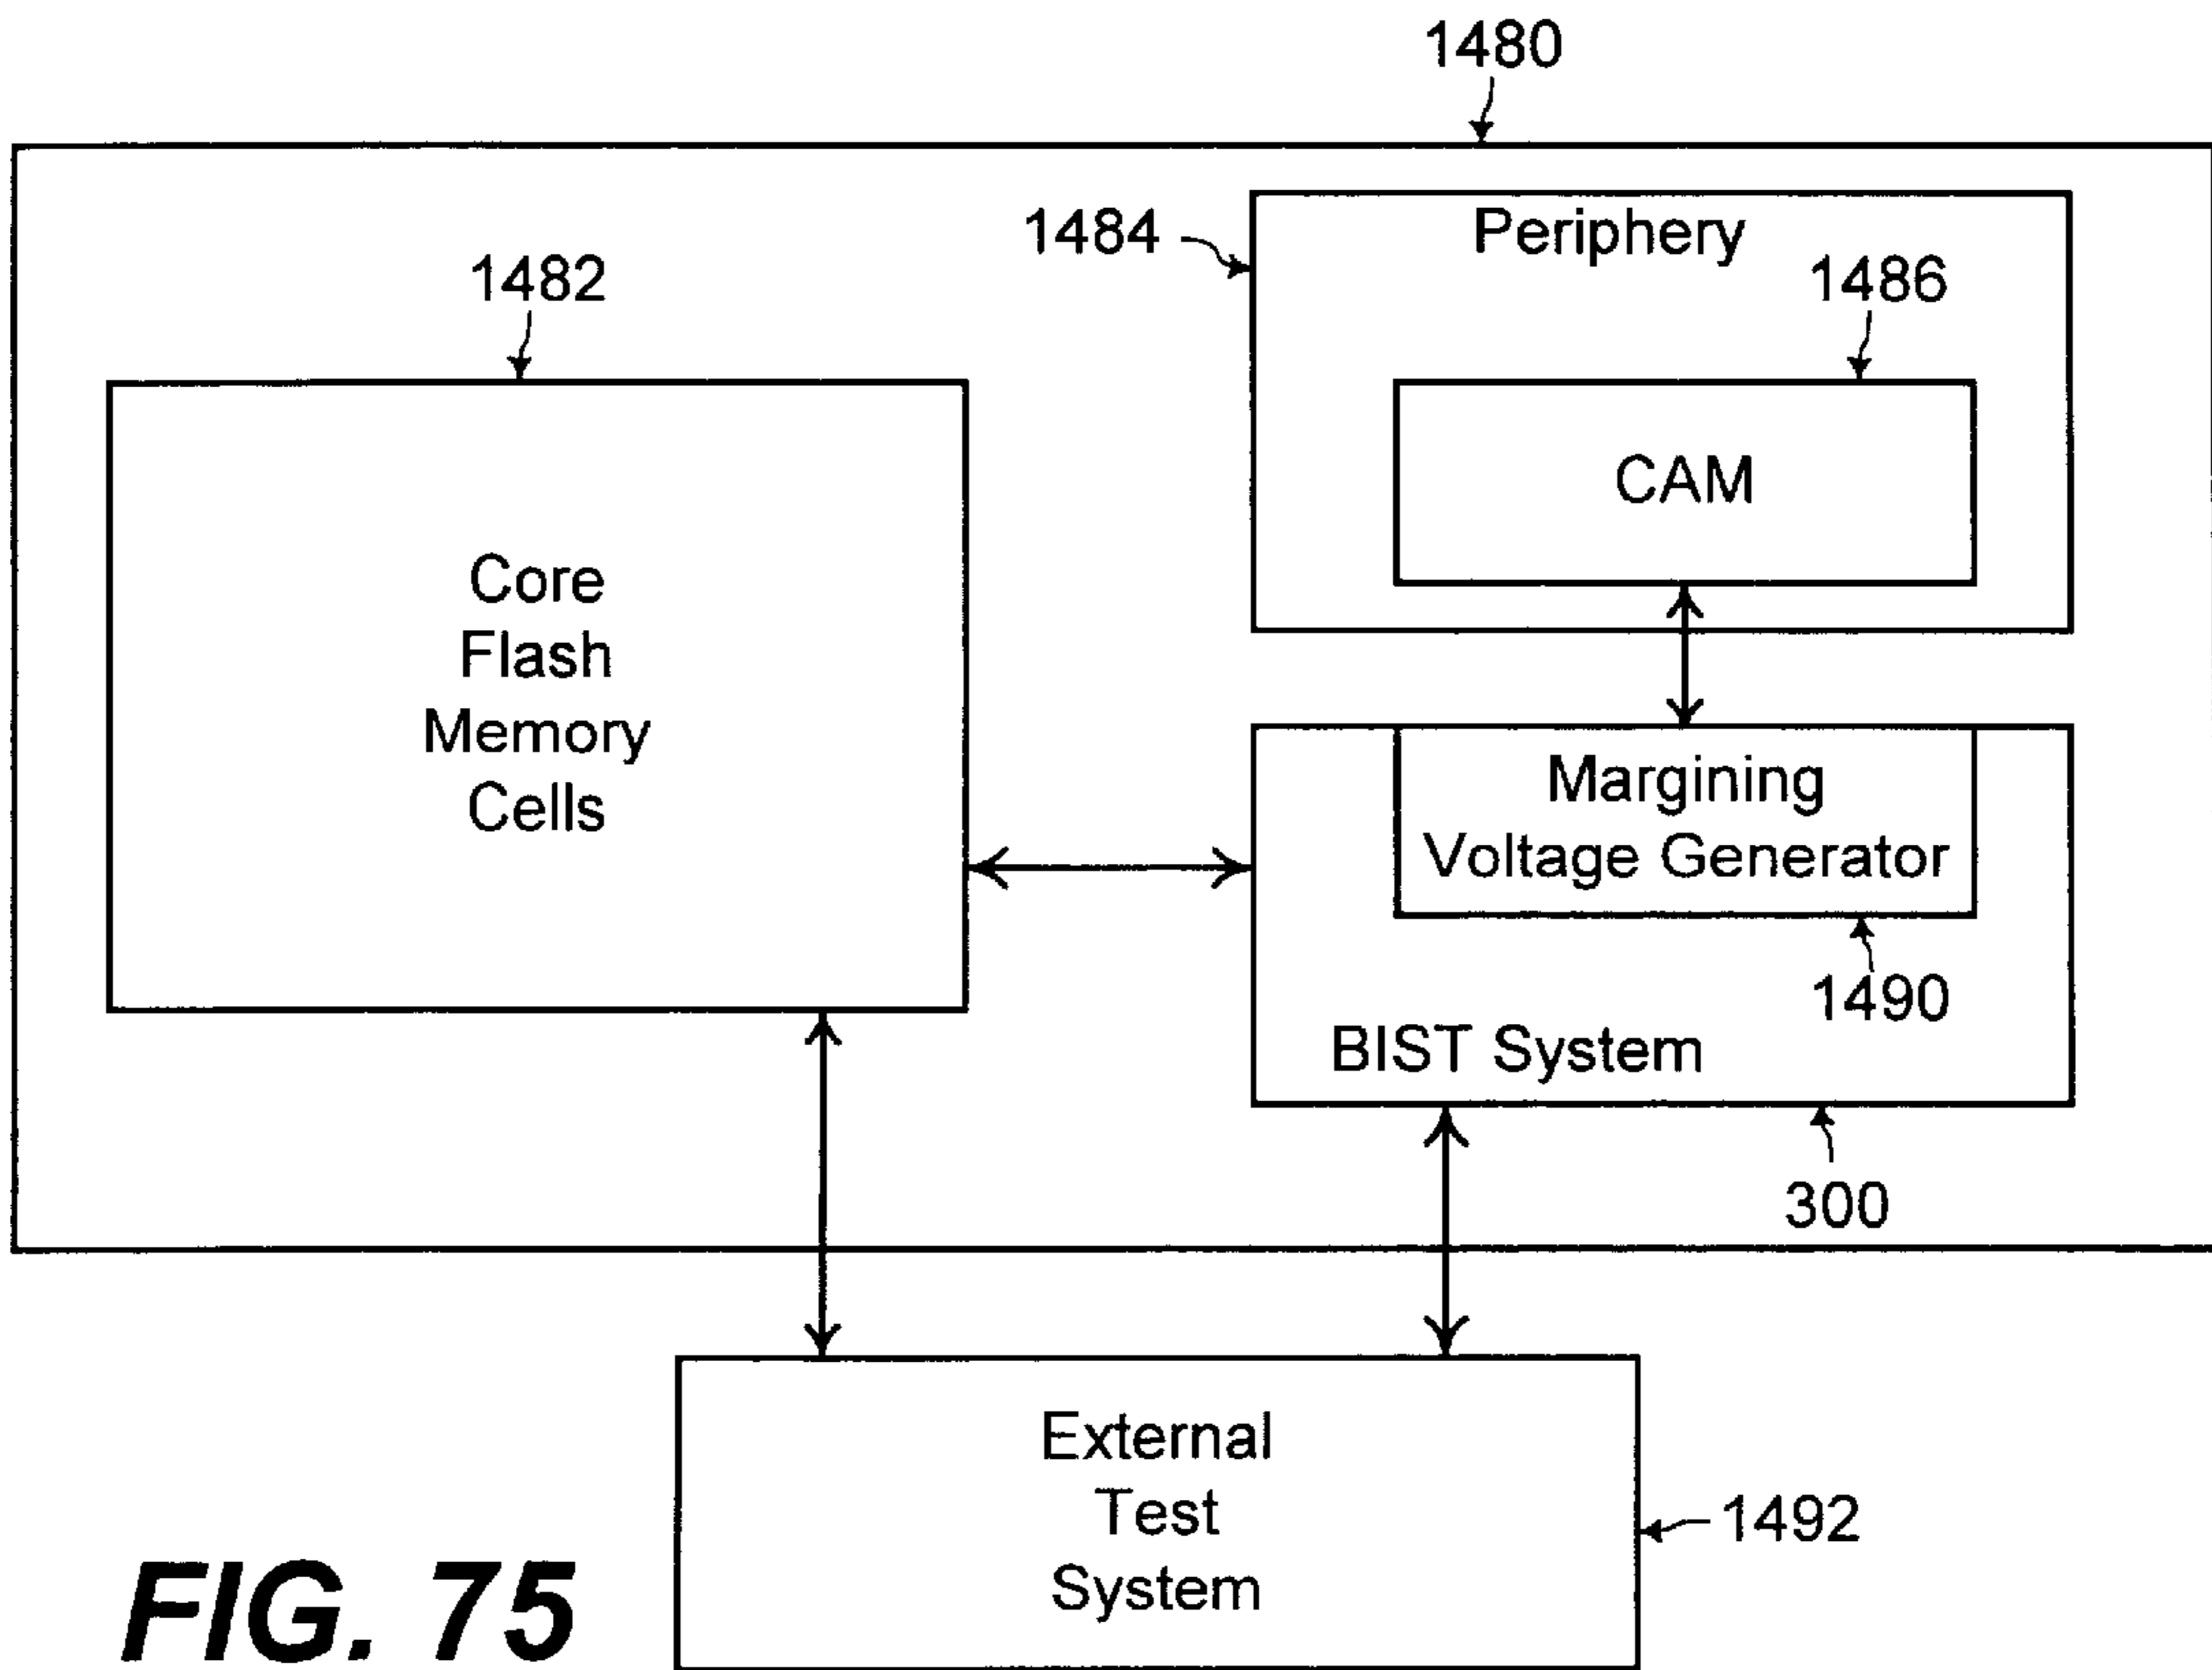 1480
1484
Periphery
1482
1486
CAM
Core
Flash
Memory
Cells
Margining
Voltage Generator
1490
BIST System
300
External
Test
System
1492
FIG. 75